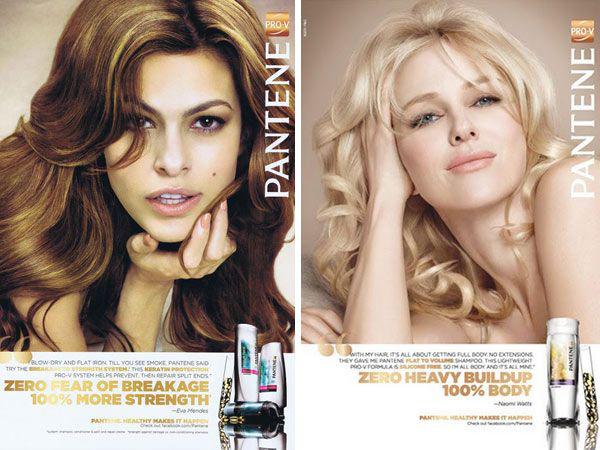 PRO-V
PANTENE
I BLOW-DRY AND FLAT IRON. TILL YOU SEE SMOKE. PANTENE SAID
TRY THE BREAKAGE TO STRENGTH SYSTEM.* THIS KERATIN PROTECTION
PRO-V SYSTEM HELPS PREVENT, THEN REPAIR SPLIT ENDS."
ZERO FEAR OF BREAKAGE
100% MORE STRENGTH†
—Eva Mendes
PANTENE. HEALTHY MAKES IT HAPPEN
Check out facebook.com/Pantene
PRO-V
PANTENE
WITH MY HAIR, IT'S ALL ABOUT GETTING FULL BODY. NO EXTENSIONS.
THEY GAVE ME PANTENE FLAT TO VOLUME SHAMPOO. THIS LIGHTWEIGHT
PRO-V FORMULA IS SILICONE FREE. SO I'M ALL BODY AND IT'S ALL MINE."
ZERO HEAVY BUILDUP
100% BODY
—Naomi Watts
PANTENE. HEALTHY MAKES IT HAPPEN
Check out facebook.com/Pantene
PANTENE